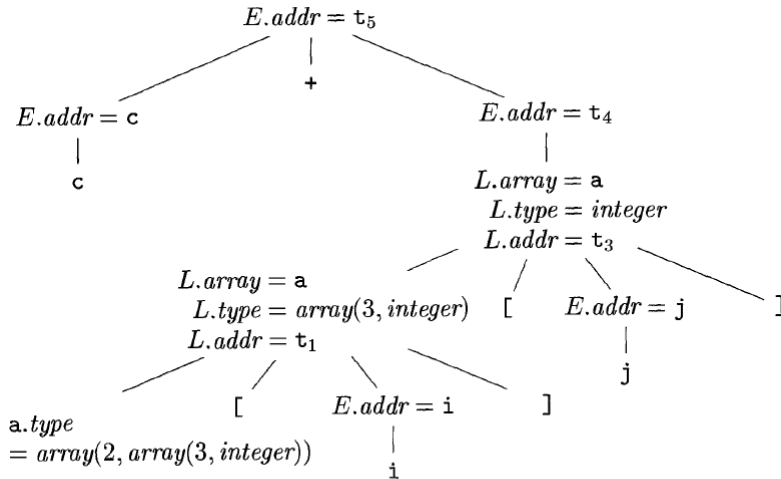 E.addr = t₅
+
E.addr = c
E.addr = t₄
c
L.array = a
L.type = integer
L.addr = t₃
L.array = a
L.type = array(3, integer)
[
E.addr = j
]
L.addr = t₁
j
[
E.addr = i
]
a.type
= array(2, array(3, integer))
i